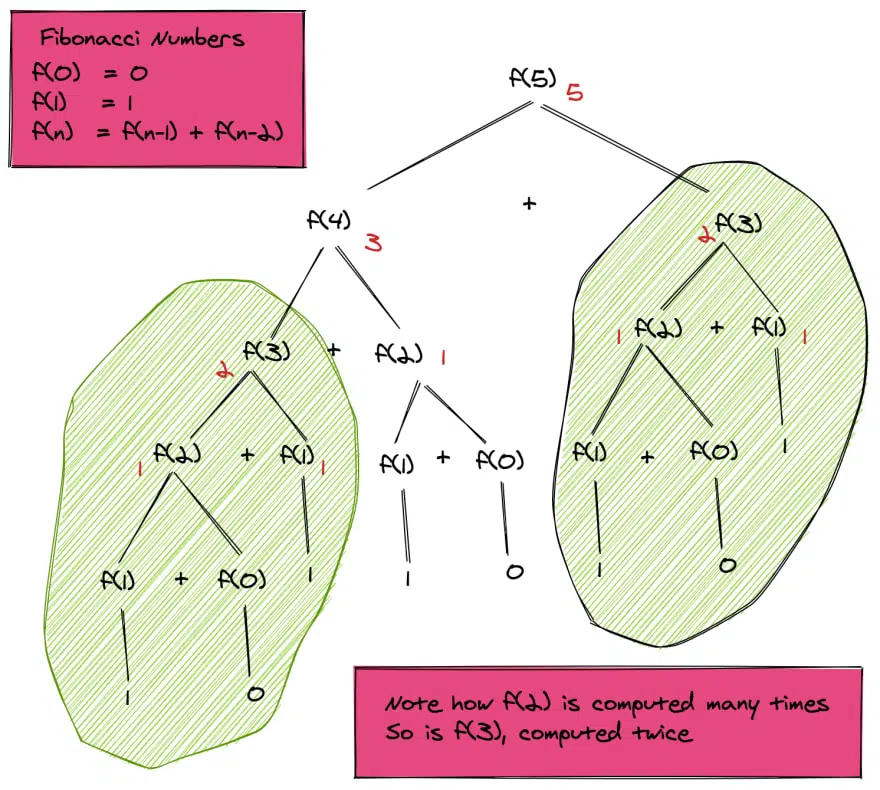 Fibonacci Numbers
f(0) = 0
f(1) = 1
f(n) = f(n-1) + f(n-2)
f(5) 5
+
f(4) 3
2 f(3)
1 f(2) + f(1) 1
2 f(3) + f(2) 1
1 f(2) + f(1) 1
f(1) + f(0)
f(1) + f(0)
1
f(1) + f(0)
1
1
0
1
0
1
0
Note how f(2) is computed many times
So is f(3), computed twice